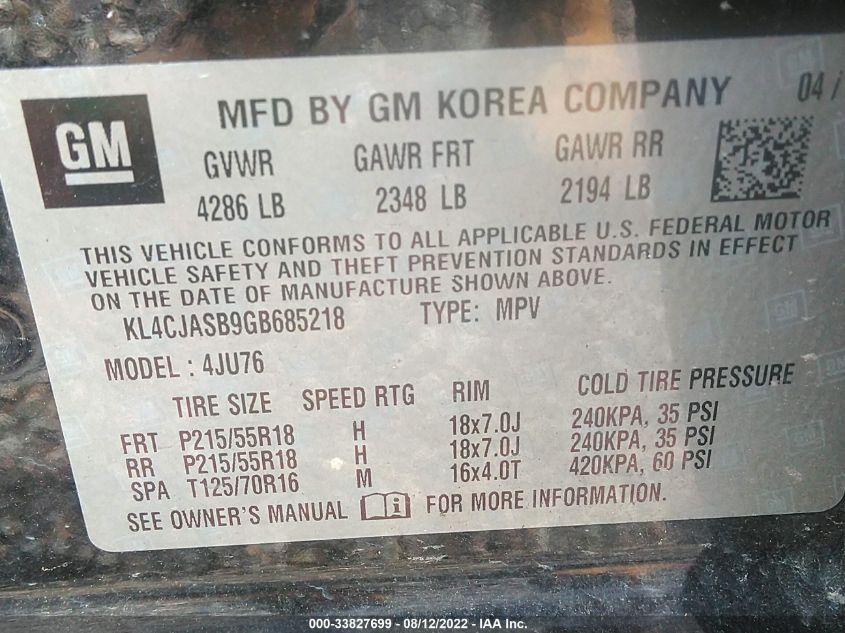 GM
MFD BY GM KOREA COMPANY 04 /
GVWR GAWR FRT GAWR RR
4286 LB 2348 LB 2194 LB
THIS VEHICLE CONFORMS TO ALL APPLICABLE U.S. FEDERAL MOTOR
VEHICLE SAFETY AND THEFT PREVENTION STANDARDS IN EFFECT
ON THE DATE OF MANUFACTURE SHOWN ABOVE.
KL4CJASB9GB685218 TYPE: MPV
MODEL : 4JU76
TIRE SIZE SPEED RTG RIM COLD TIRE PRESSURE
FRT P215/55R18 H 18x7.0J 240KPA, 35 PSI
RR P215/55R18 H 18x7.0J 240KPA, 35 PSI
SPA T125/70R16 M 16x4.0T 420KPA, 60 PSI
SEE OWNER'S MANUAL i FOR MORE INFORMATION.
000-33827699 - 08/12/2022 - IAA Inc.